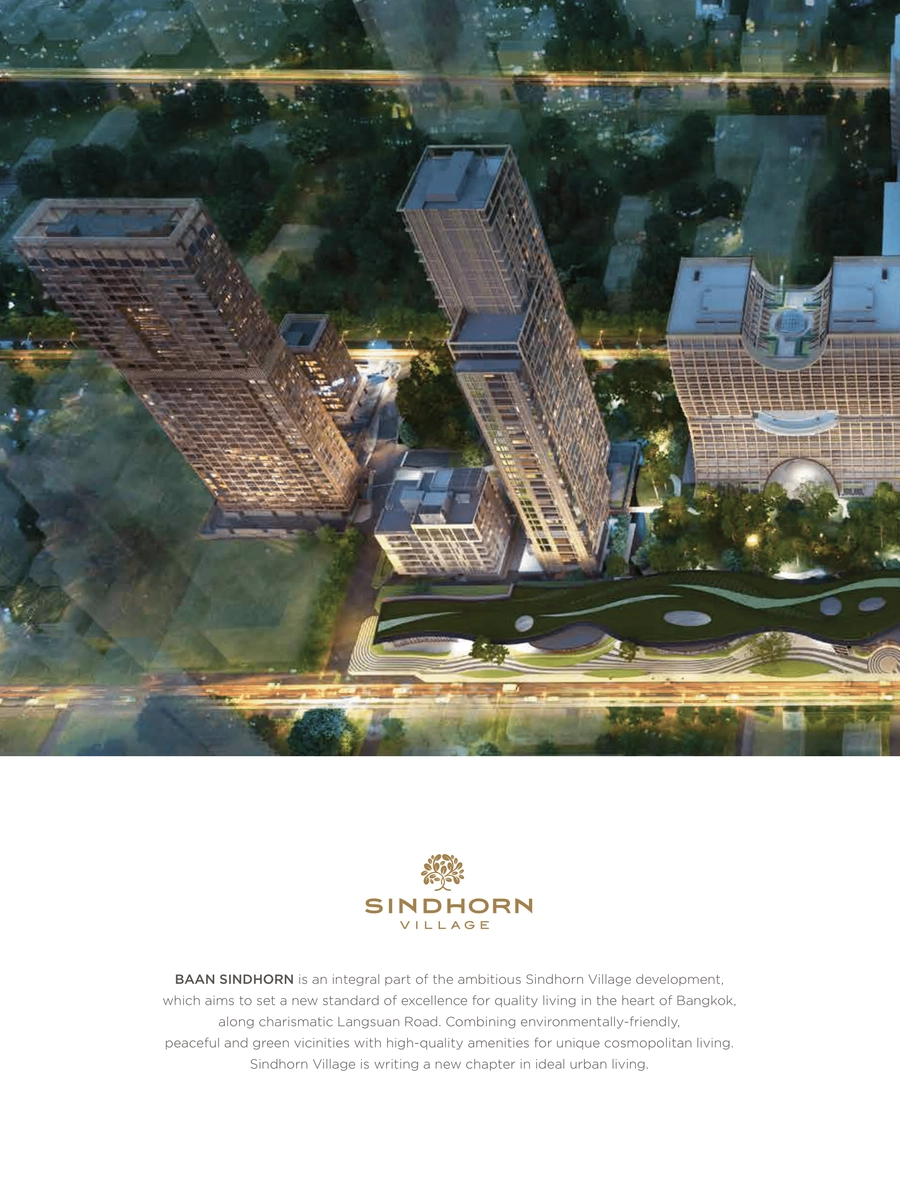 SINDHORN
VILLAGE
BAAN SINDHORN is an integral part of the ambitious Sindhorn Village development,
which aims to set a new standard of excellence for quality living in the heart of Bangkok,
along charismatic Langsuan Road. Combining environmentally-friendly,
peaceful and green vicinities with high-quality amenities for unique cosmopolitan living.
Sindhorn Village is writing a new chapter in ideal urban living.